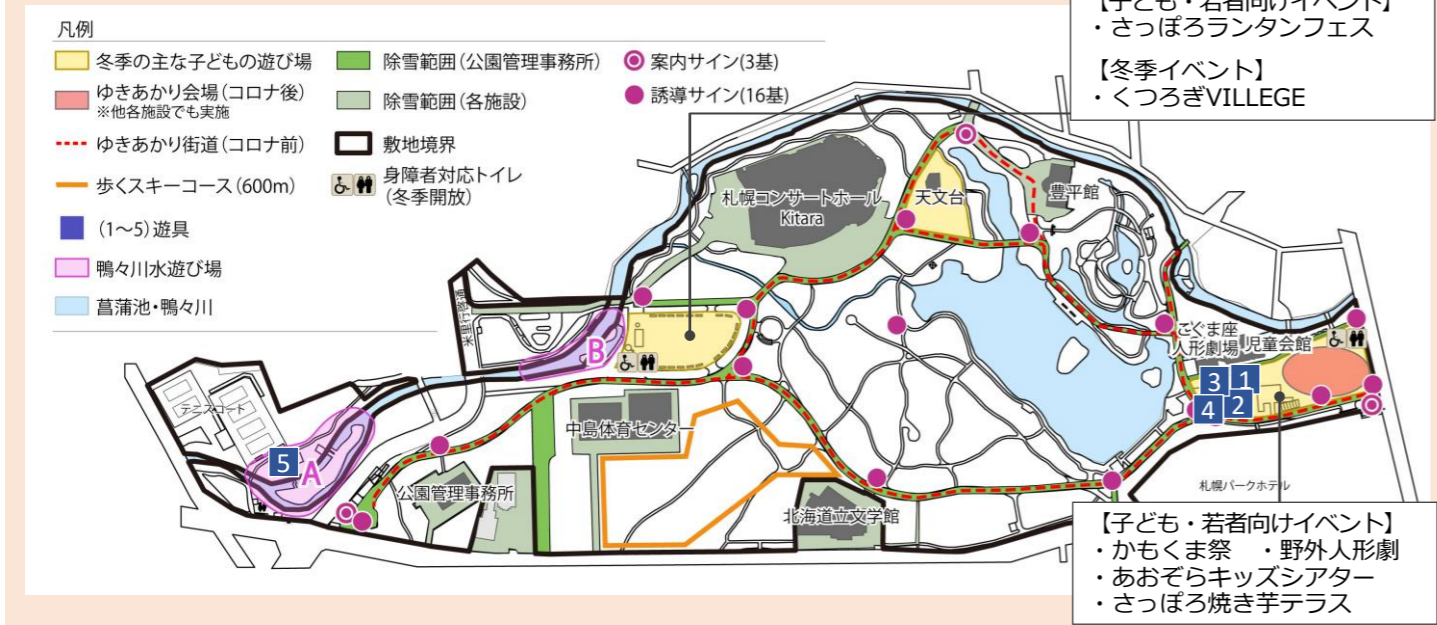 【子ども・若者向けイベント】
・さっぽろランタンフェス
【冬季イベント】
・くつろぎVILLEGE
凡例
冬季の主な子どもの遊び場
ゆきあかり会場(コロナ後)
※他各施設でも実施
ゆきあかり街道(コロナ前)
歩くスキーコース(600m)
(1～5)遊具
鴨々川水遊び場
菖蒲池・鴨々川
除雪範囲(公園管理事務所)
除雪範囲(各施設)
敷地境界
身障者対応トイレ
(冬季開放)
案内サイン(3基)
誘導サイン(16基)
札幌コンサートホール
Kitara
天文台
豊平館
米里行啓通
B
こぐま座
人形劇場
児童会館
3
1
4
2
テニスコート
5
A
中島体育センター
公園管理事務所
北海道立文学館
札幌パークホテル
【子ども・若者向けイベント】
・かもくま祭 ・野外人形劇
・あおぞらキッズシアター
・さっぽろ焼き芋テラス